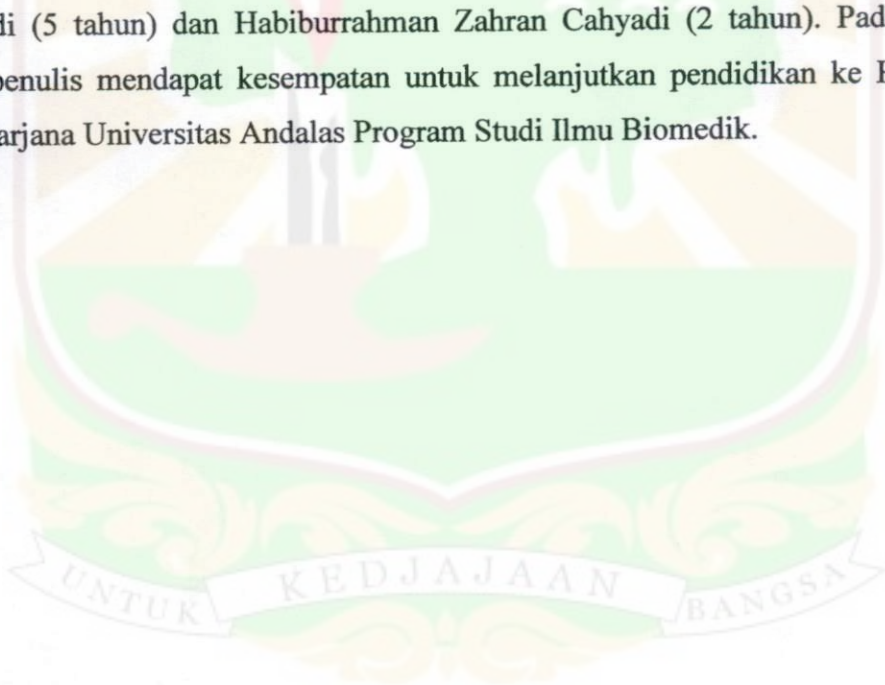 di (5 tahun) dan Habiburrahman Zahran Cahyadi (2 tahun). Pad
penulis mendapat kesempatan untuk melanjutkan pendidikan ke
arjana Universitas Andalas Program Studi Ilmu Biomedik.
UNTUK KEDJAJAAN BANGSA